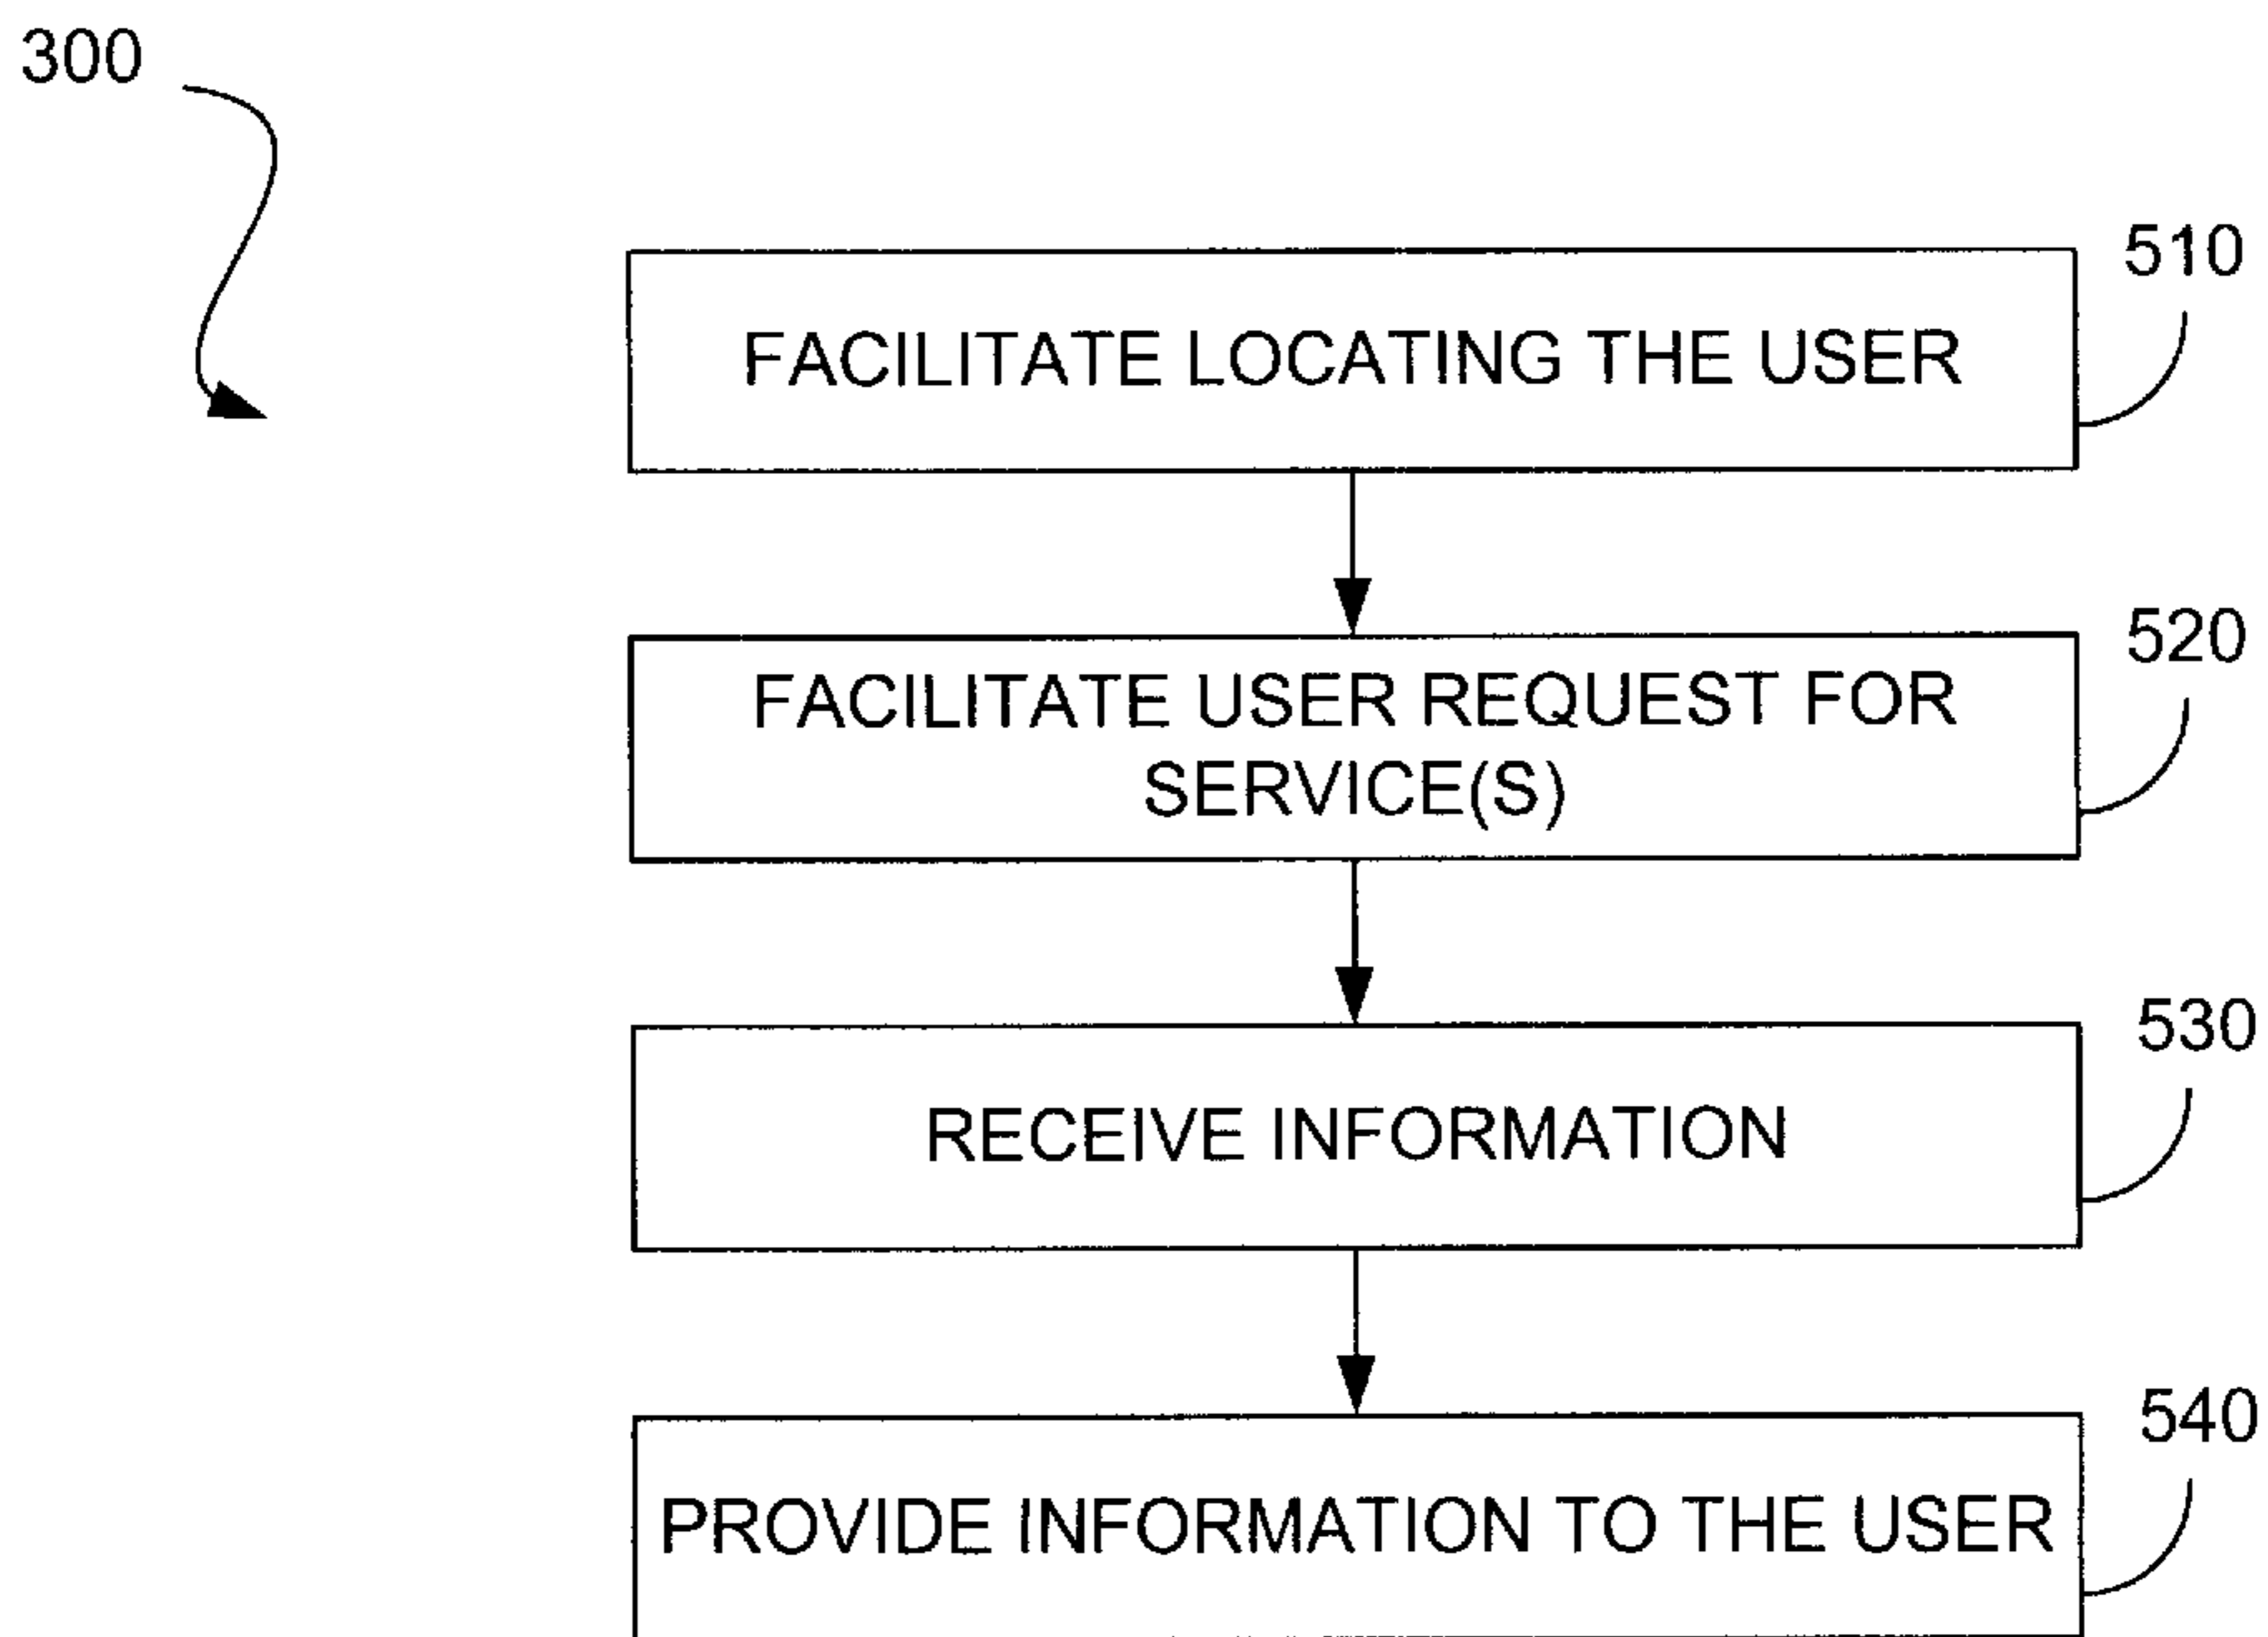 300
510
FACILITATE LOCATING THE USER
520
FACILITATE USER REQUEST FOR
SERVICE(S)
530
RECEIVE INFORMATION
540
PROVIDE INFORMATION TO THE USER